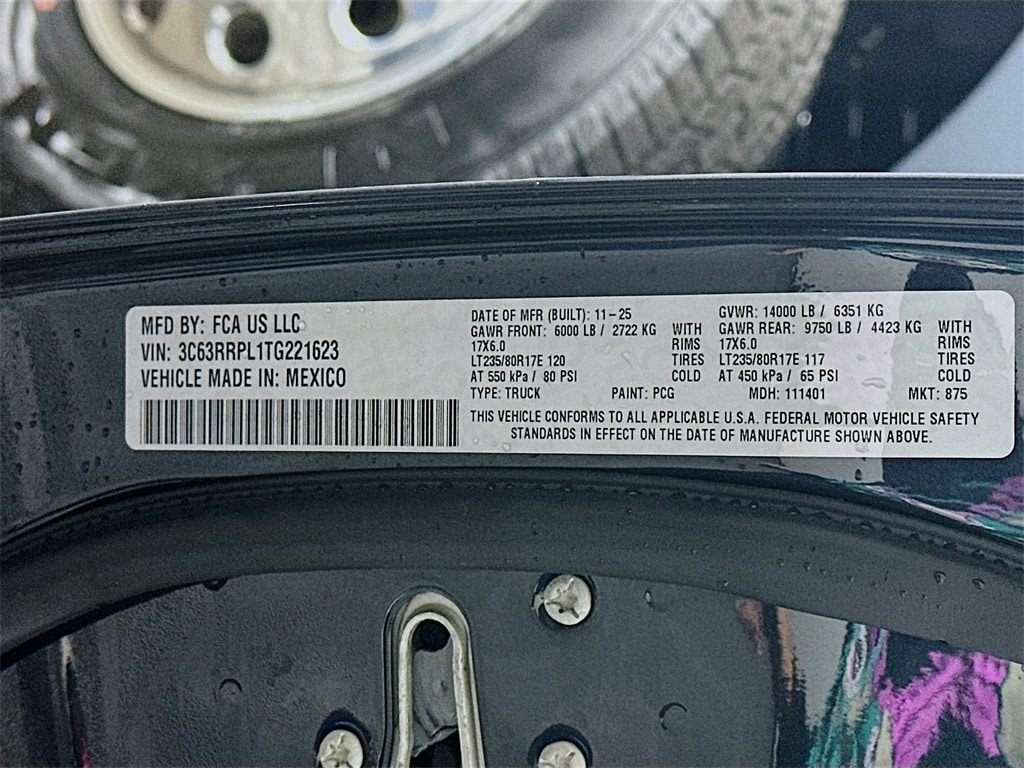 MFD BY: FCA US LLC
VIN: 3C63RRPL1TG221623
VEHICLE MADE IN: MEXICO
DATE OF MFR (BUILT): 11-25
GAWR FRONT: 6000 LB / 2722 KG WITH
17X6.0 RIMS
LT235/80R17E 120 TIRES
AT 550 kPa / 80 PSI COLD
GVWR: 14000 LB / 6351 KG
GAWR REAR: 9750 LB / 4423 KG WITH
17X6.0 RIMS
LT235/80R17E 117 TIRES
AT 450 kPa / 65 PSI COLD
TYPE: TRUCK PAINT: PCG MDH: 111401 MKT: 875
THIS VEHICLE CONFORMS TO ALL APPLICABLE U.S.A. FEDERAL MOTOR VEHICLE SAFETY
STANDARDS IN EFFECT ON THE DATE OF MANUFACTURE SHOWN ABOVE.